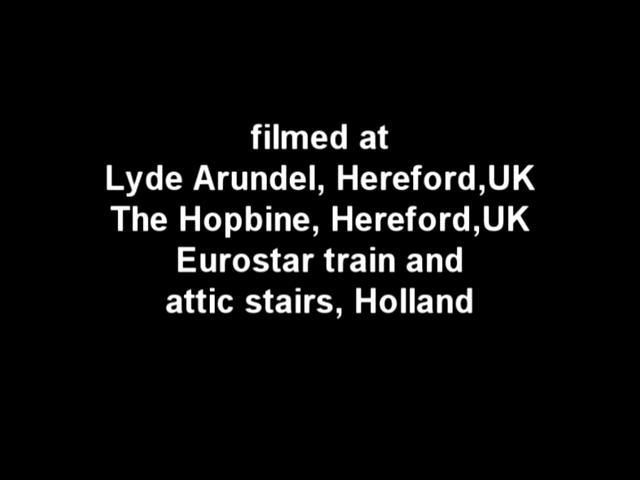 filmed at
Lyde Arundel, Hereford,UK
The Hopbine, Hereford,UK
Eurostar train and
attic stairs, Holland